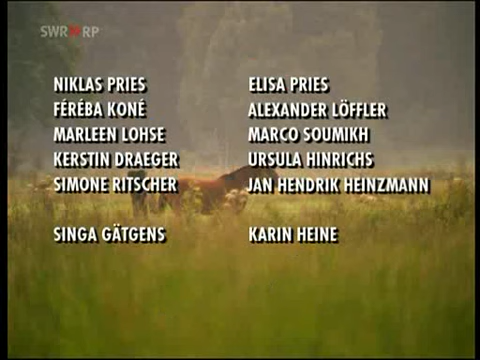 SWR RP
NIKLAS PRIES ELISA PRIES
FÉRÉBA KONÉ ALEXANDER LÖFFLER
MARLEEN LOHSE MARCO SOUMIKH
KERSTIN DRAEGER URSULA HINRICHS
SIMONE RITSCHER JAN HENDRIK HEINZMANN
SINGA GÄTGENS KARIN HEINE